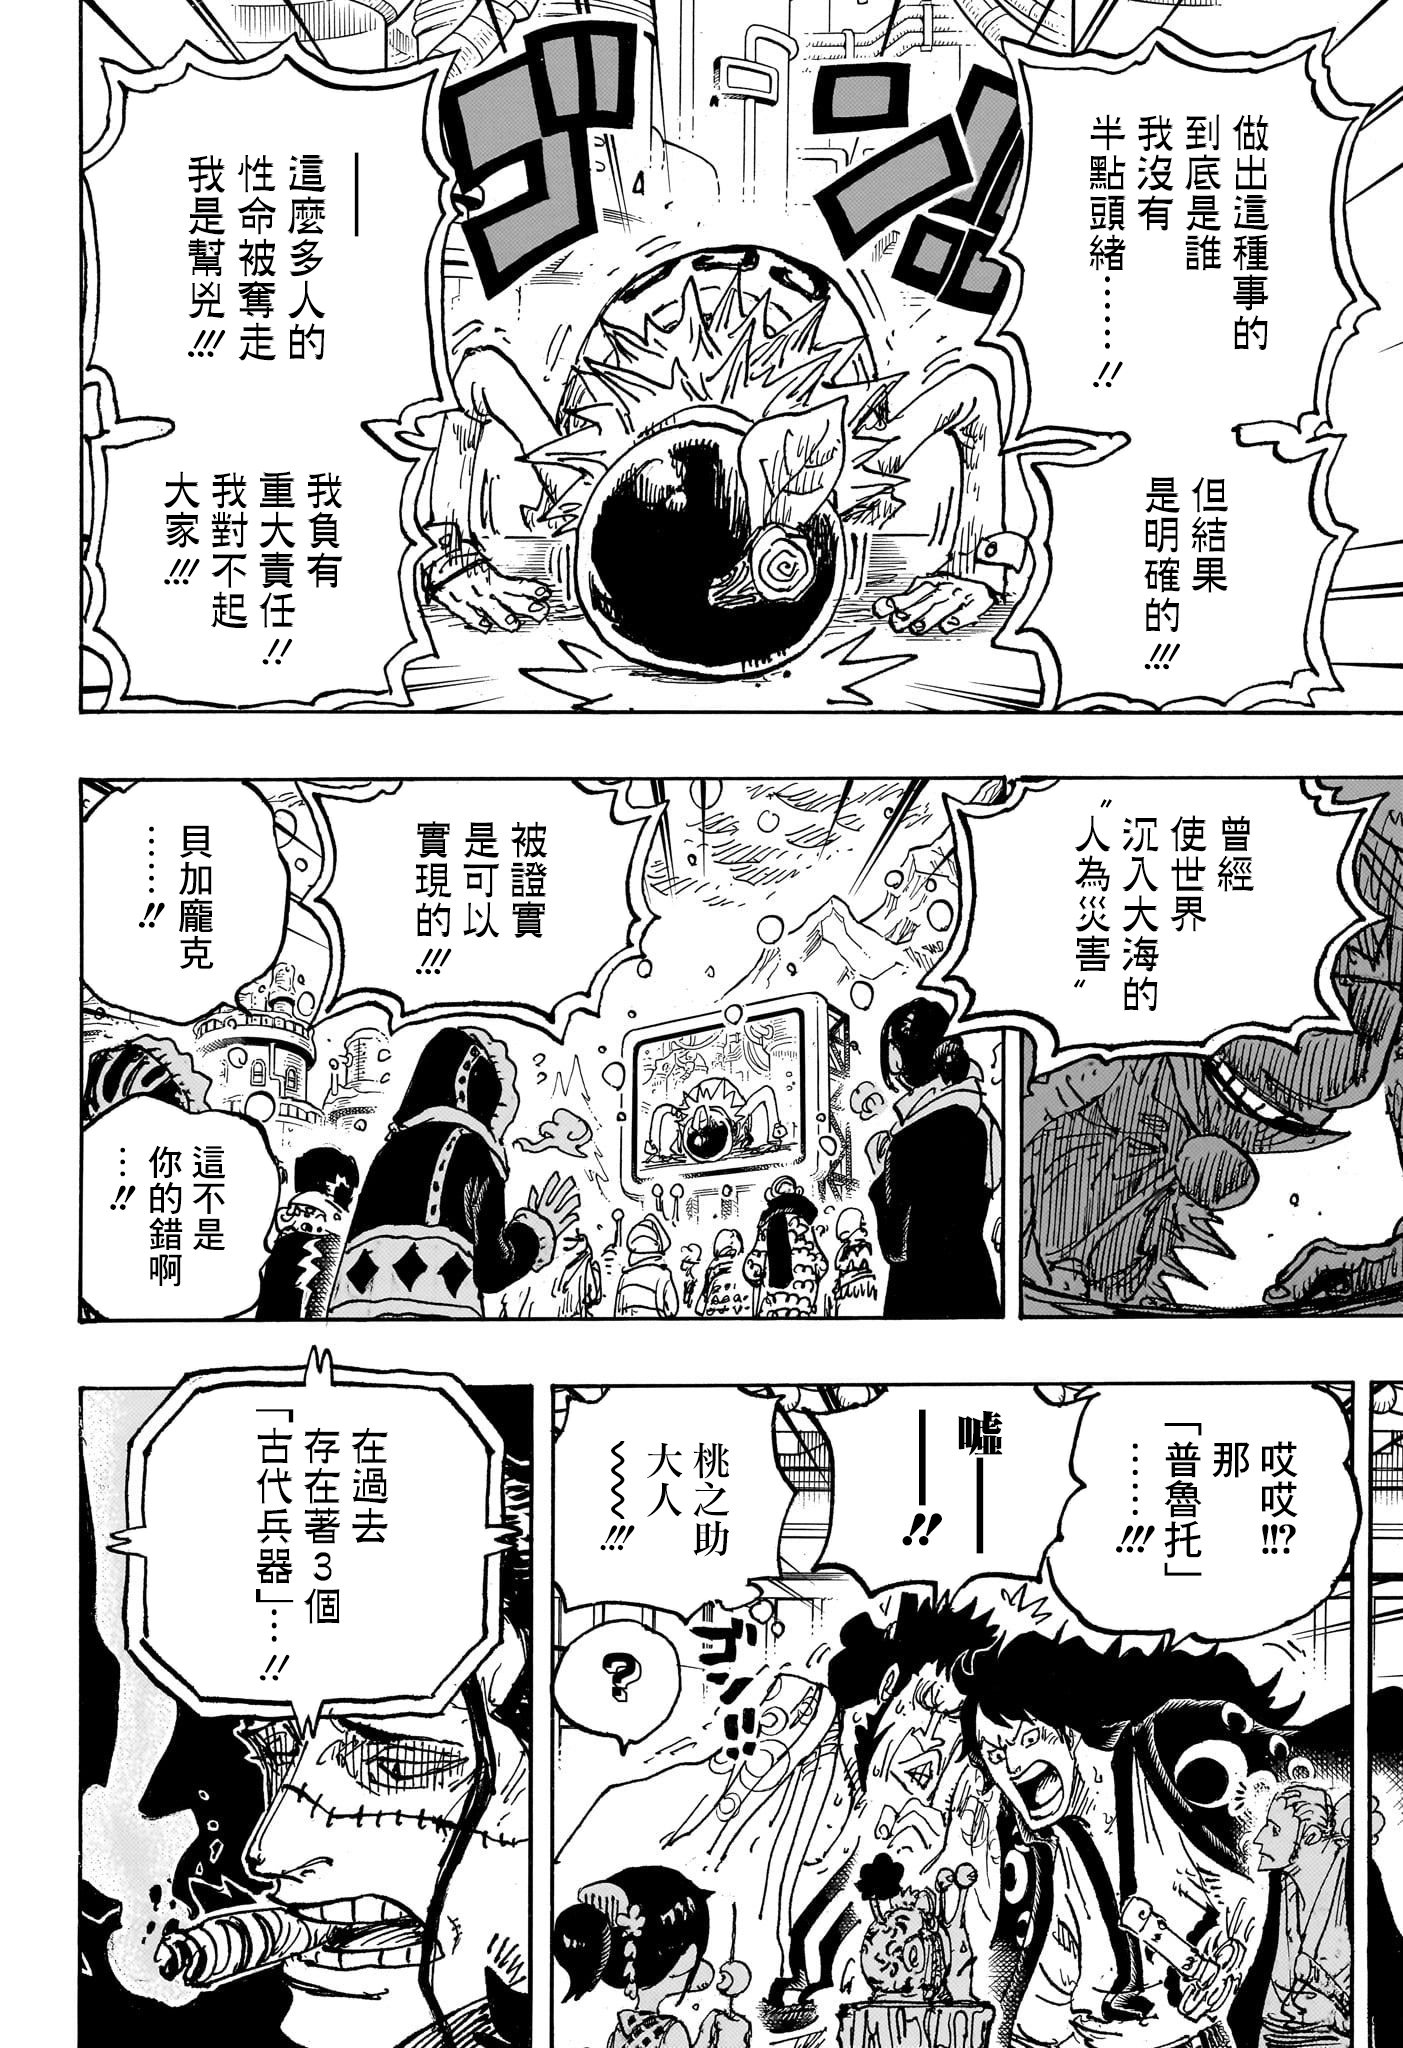 做出這種事的
到底是誰
我沒有
半點頭緒……!!
但結果
是明確的!!!
ゴンッ
——
這麼多人的
性命被奪走
我是幫兇!!!
我負有
重大責任!!
我對不起
大家!!!
曾經
使世界
沉入大海的
〝人為災害〞
被證實
是可以
實現的!!!
貝加龐克
……!!
這不是
你的錯啊
…!!
哎哎!!?
那
「普魯托」
……!!!
噓——
——!!
桃之助
大人
~~!!!
ゴン!!
?
在過去
存在著3個
「古代兵器」…!!